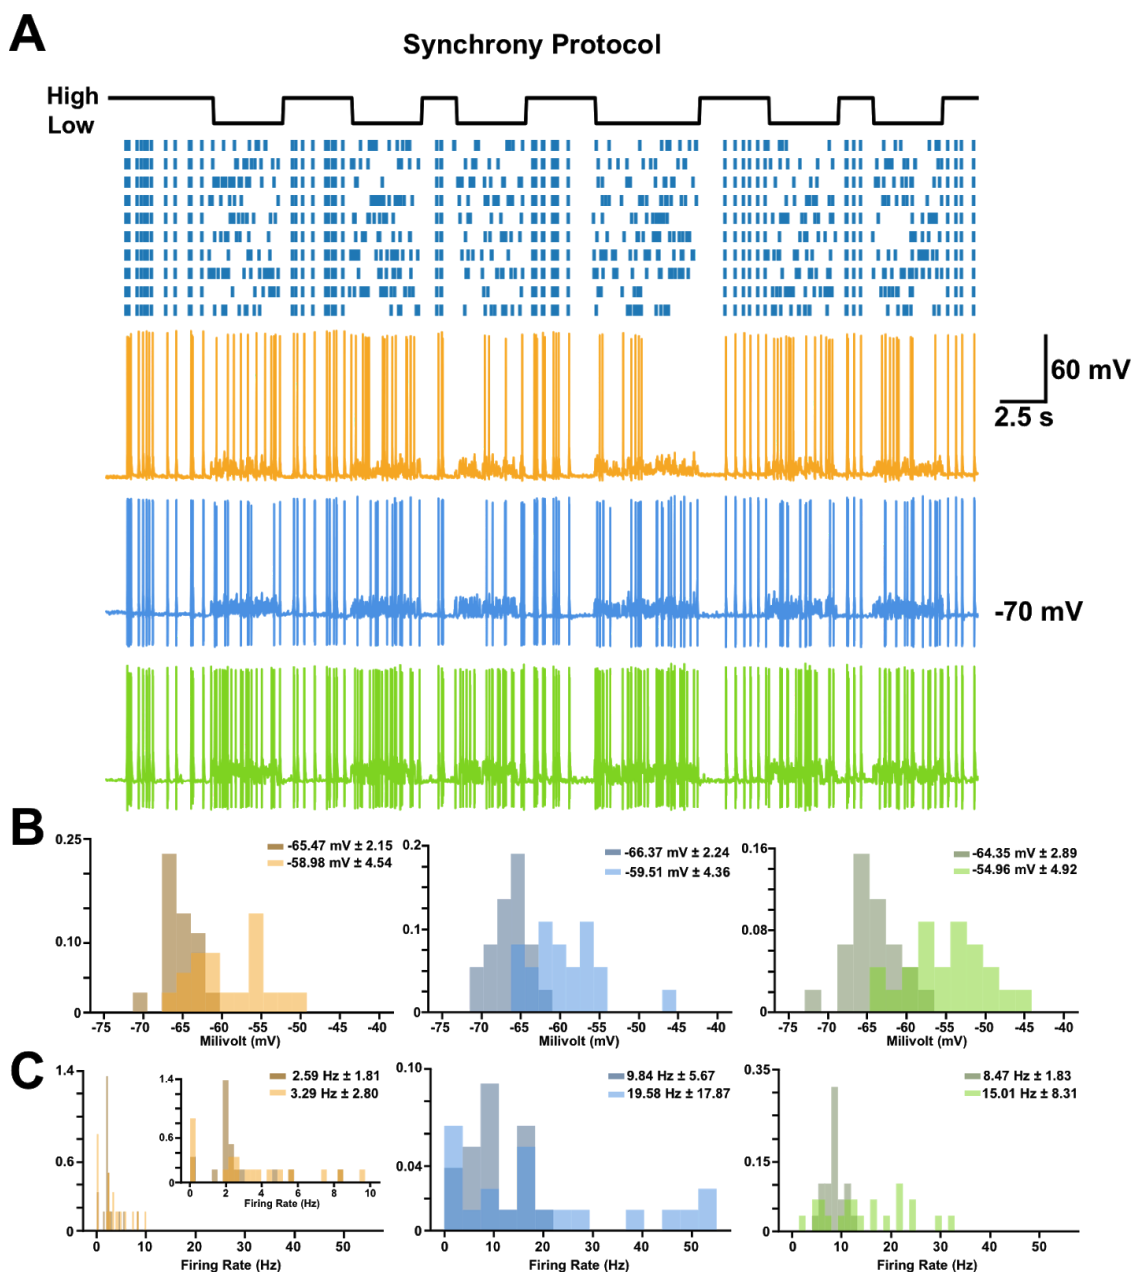 A
Synchrony Protocol
High
Low
60 mV
2.5 s
-70 mV
B
0.25
0.10
0
-65.47 mV ± 2.15
-58.98 mV ± 4.54
-75 -70 -65 -60 -55 -50 -45 -40
Milivolt (mV)
0.2
0.1
0
-66.37 mV ± 2.24
-59.51 mV ± 4.36
-75 -70 -65 -60 -55 -50 -45 -40
Milivolt (mV)
0.16
0.08
0
-64.35 mV ± 2.89
-54.96 mV ± 4.92
-75 -70 -65 -60 -55 -50 -45 -40
Milivolt (mV)
C
1.4
0.6
0
0 10 20 30 40 50
Firing Rate (Hz)
1.4
0.6
0
2.59 Hz ± 1.81
3.29 Hz ± 2.80
0 2 4 6 8 10
Firing Rate (Hz)
0.10
0.04
0
9.84 Hz ± 5.67
19.58 Hz ± 17.87
0 10 20 30 40 50
Firing Rate (Hz)
0.35
0.15
0
8.47 Hz ± 1.83
15.01 Hz ± 8.31
0 10 20 30 40 50
Firing Rate (Hz)